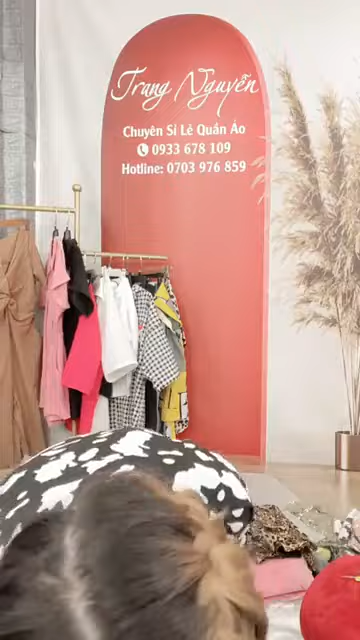 Trang Nguyễn
Chuyên Sỉ Lẻ Quần Áo
0933 678 109
Hotline: 0703 976 859